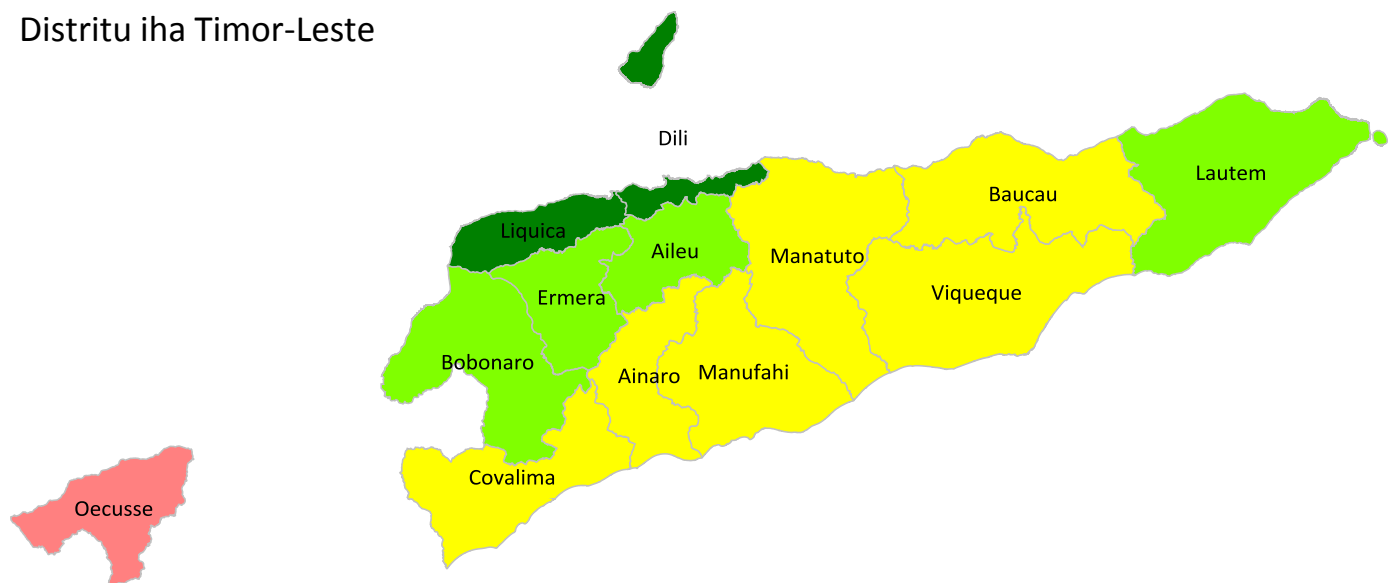 Distritu iha Timor-Leste
Dili
Lautem
Baucau
Liquica
Aileu
Manatuto
Viqueque
Ermera
Bobonaro
Ainaro
Manufahi
Covalima
Oecusse